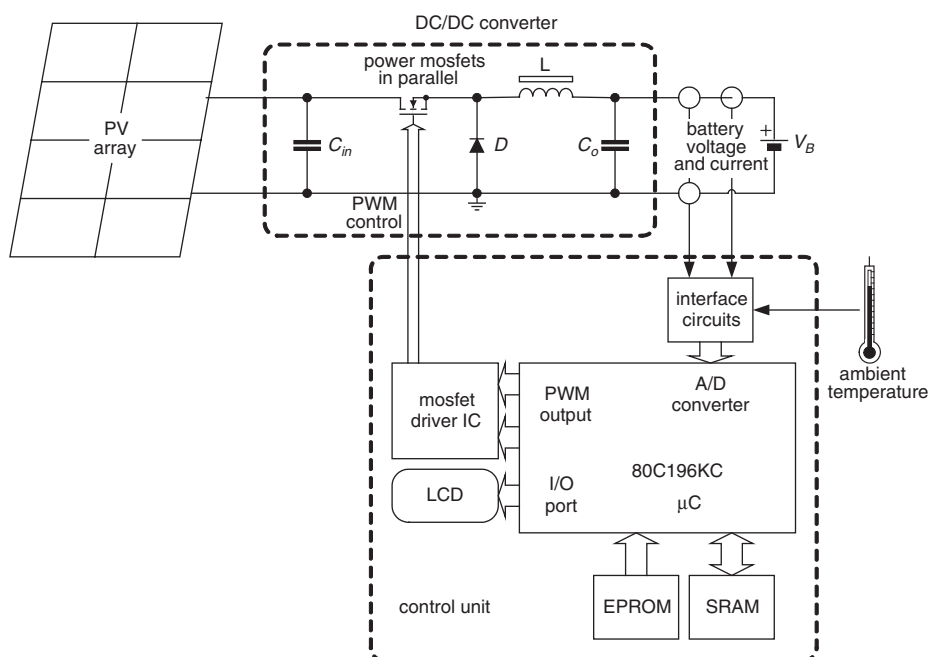 DC/DC converter
power mosfets
in parallel
L
PV
array
C_in
D
C_o
battery
voltage
and current
+
V_B
PWM
control
interface
circuits
ambient
temperature
mosfet
driver IC
PWM
output
A/D
converter
80C196KC
μC
LCD
I/O
port
control unit
EPROM
SRAM